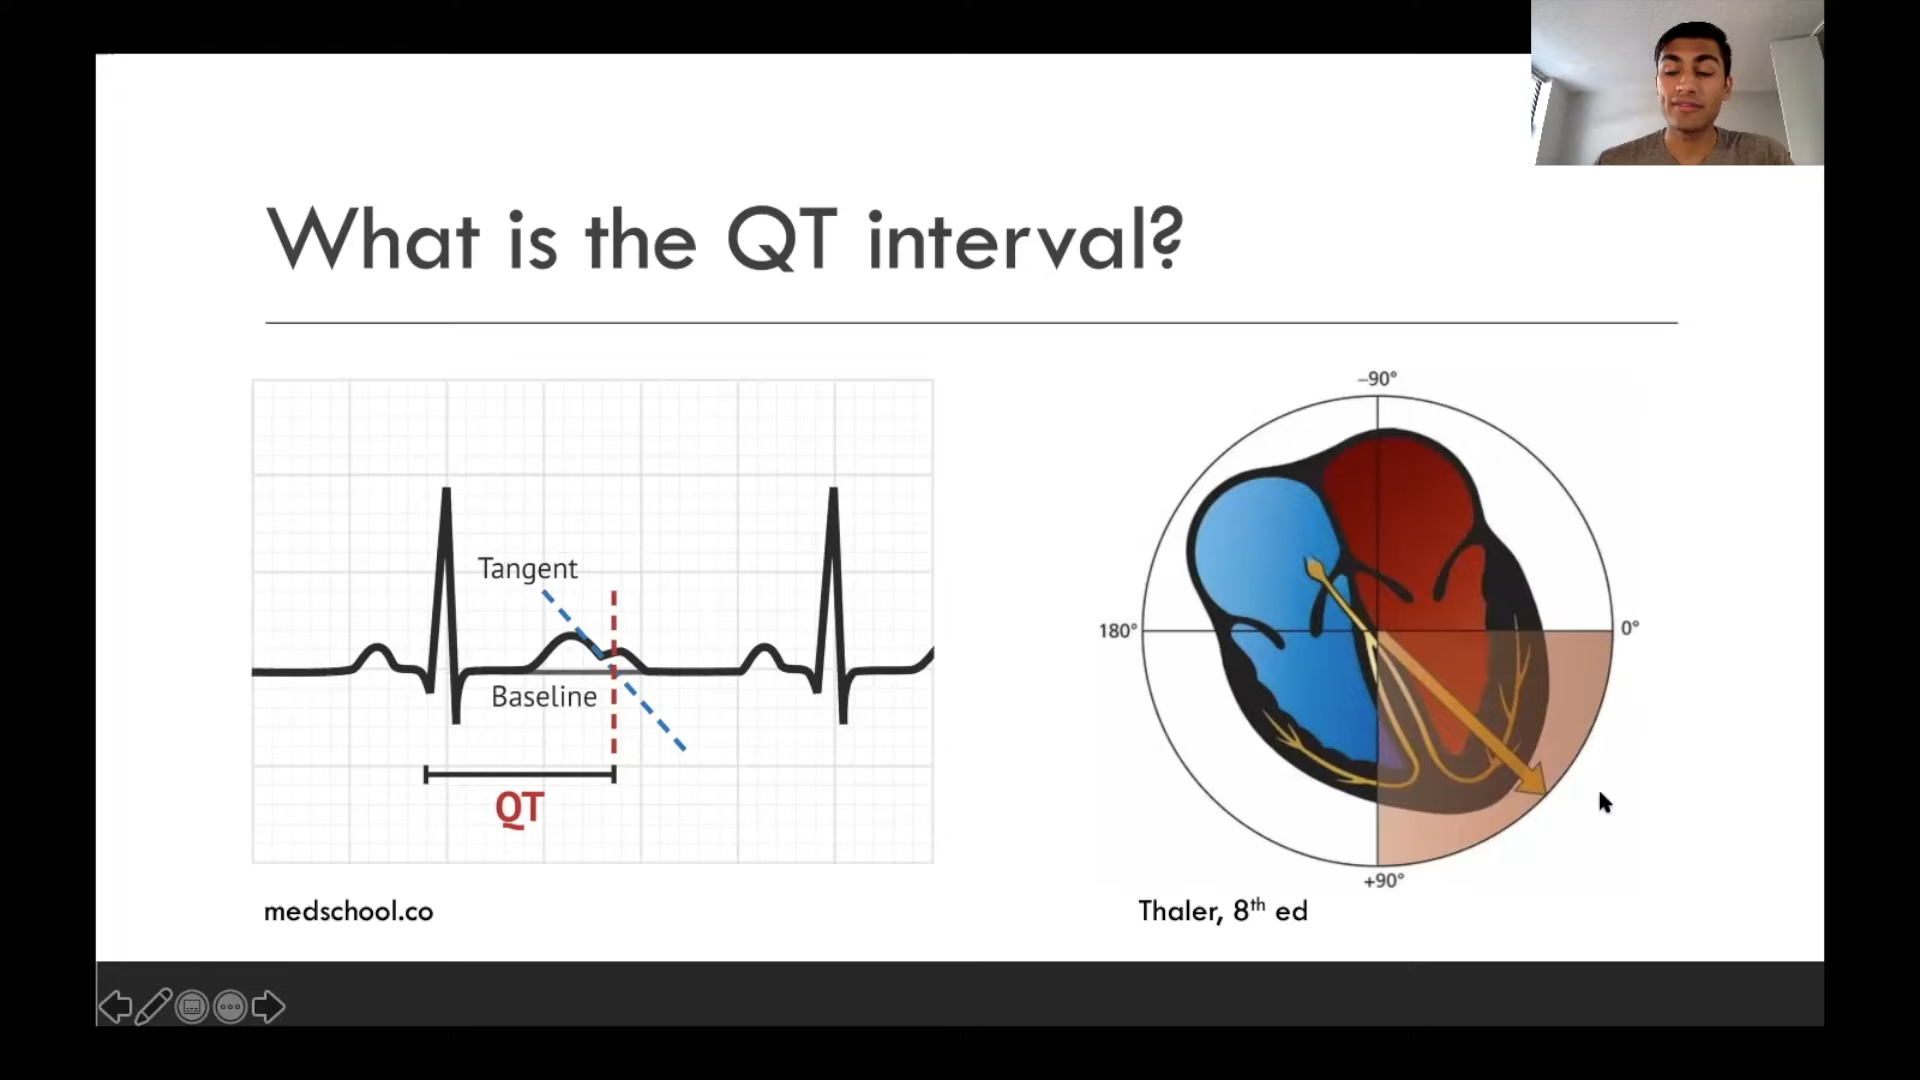 What is the QT interval?
Tangent
Baseline
QT
medschool.co
–90°
180°
0°
+90°
Thaler, 8th ed